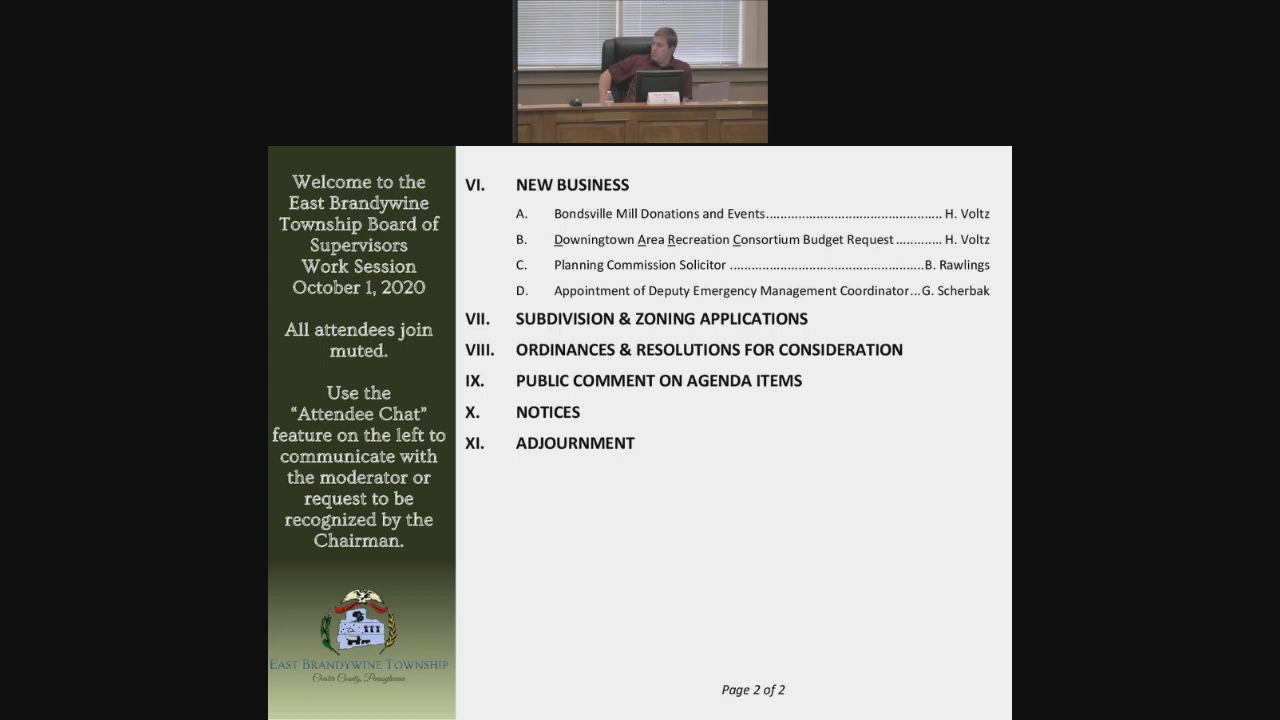 Welcome to the
East Brandywine
Township Board of
Supervisors
Work Session
October 1, 2020
All attendees join
muted.
Use the
“Attendee Chat”
feature on the left to
communicate with
the moderator or
request to be
recognized by the
Chairman.
EAST BRANDYWINE TOWNSHIP
Chester County, Pennsylvania
VI. NEW BUSINESS
A. Bondsville Mill Donations and Events............................................... H. Voltz
B. Downingtown Area Recreation Consortium Budget Request............ H. Voltz
C. Planning Commission Solicitor ....................................................B. Rawlings
D. Appointment of Deputy Emergency Management Coordinator...G. Scherbak
VII. SUBDIVISION & ZONING APPLICATIONS
VIII. ORDINANCES & RESOLUTIONS FOR CONSIDERATION
IX. PUBLIC COMMENT ON AGENDA ITEMS
X. NOTICES
XI. ADJOURNMENT
Page 2 of 2